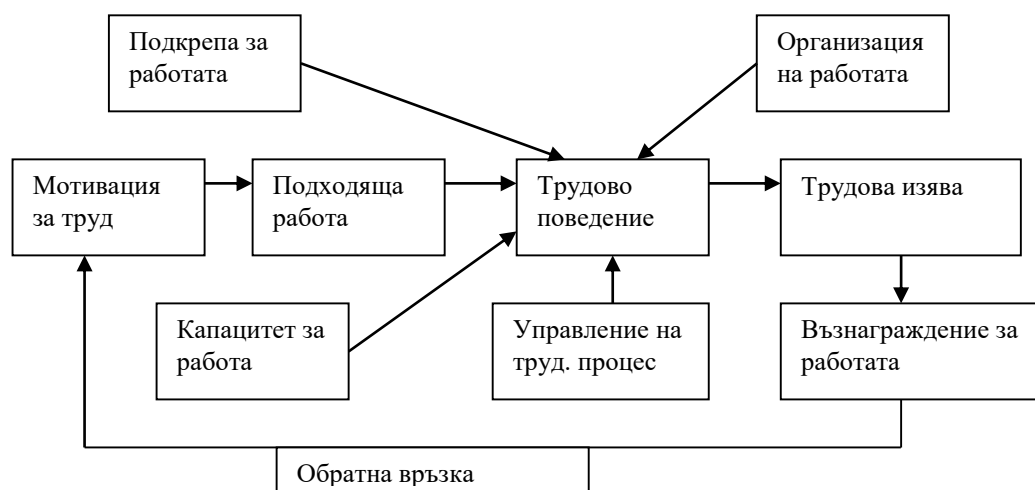 Подкрепа за
работата
Организация
на работата
Мотивация
за труд
Подходяща
работа
Трудово
поведение
Трудова изява
Капацитет за
работа
Управление на
труд. процес
Възнаграждение за
работата
Обратна връзка